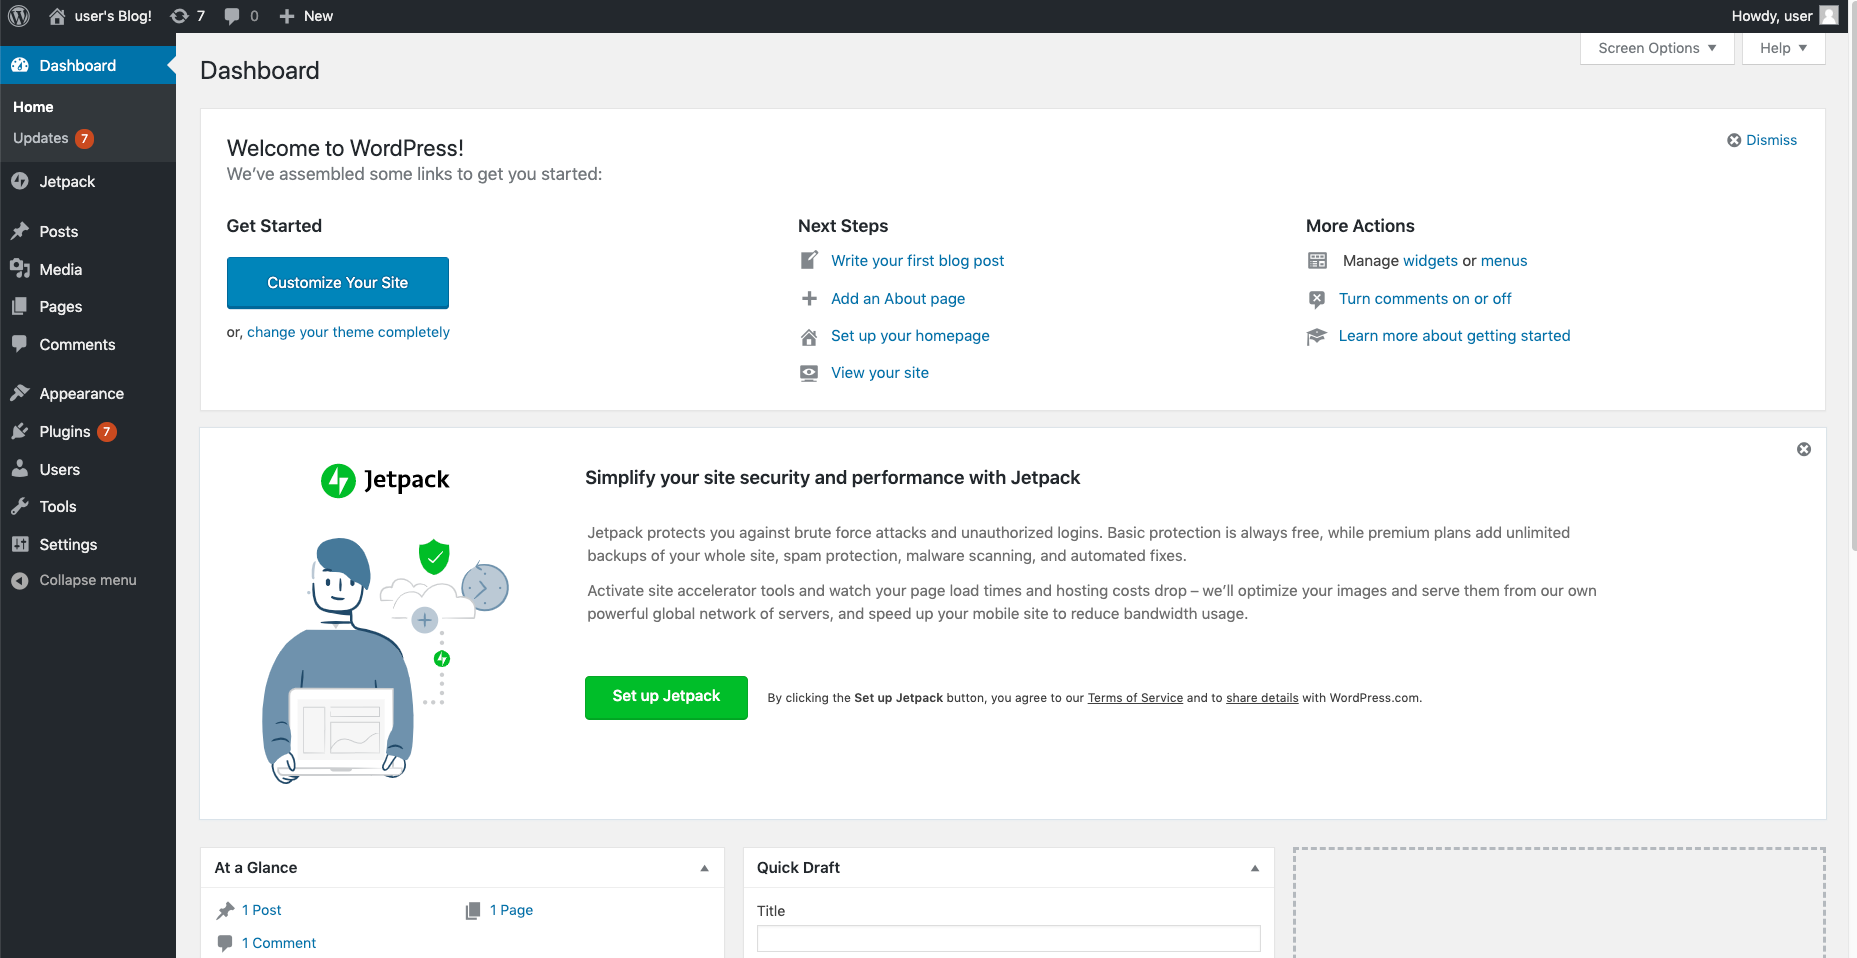 user's Blog! 7 0 New Howdy, user
Dashboard
Home
Updates 7
Jetpack
Posts
Media
Pages
Comments
Appearance
Plugins 7
Users
Tools
Settings
Collapse menu
Screen Options Help
Dashboard
Welcome to WordPress!
We’ve assembled some links to get you started:
Dismiss
Get Started
Customize Your Site
or, change your theme completely
Next Steps
Write your first blog post
Add an About page
Set up your homepage
View your site
More Actions
Manage widgets or menus
Turn comments on or off
Learn more about getting started
Jetpack
Simplify your site security and performance with Jetpack
Jetpack protects you against brute force attacks and unauthorized logins. Basic protection is always free, while premium plans add unlimited
backups of your whole site, spam protection, malware scanning, and automated fixes.
Activate site accelerator tools and watch your page load times and hosting costs drop – we’ll optimize your images and serve them from our own
powerful global network of servers, and speed up your mobile site to reduce bandwidth usage.
Set up Jetpack
By clicking the Set up Jetpack button, you agree to our Terms of Service and to share details with WordPress.com.
At a Glance
1 Post
1 Page
1 Comment
Quick Draft
Title